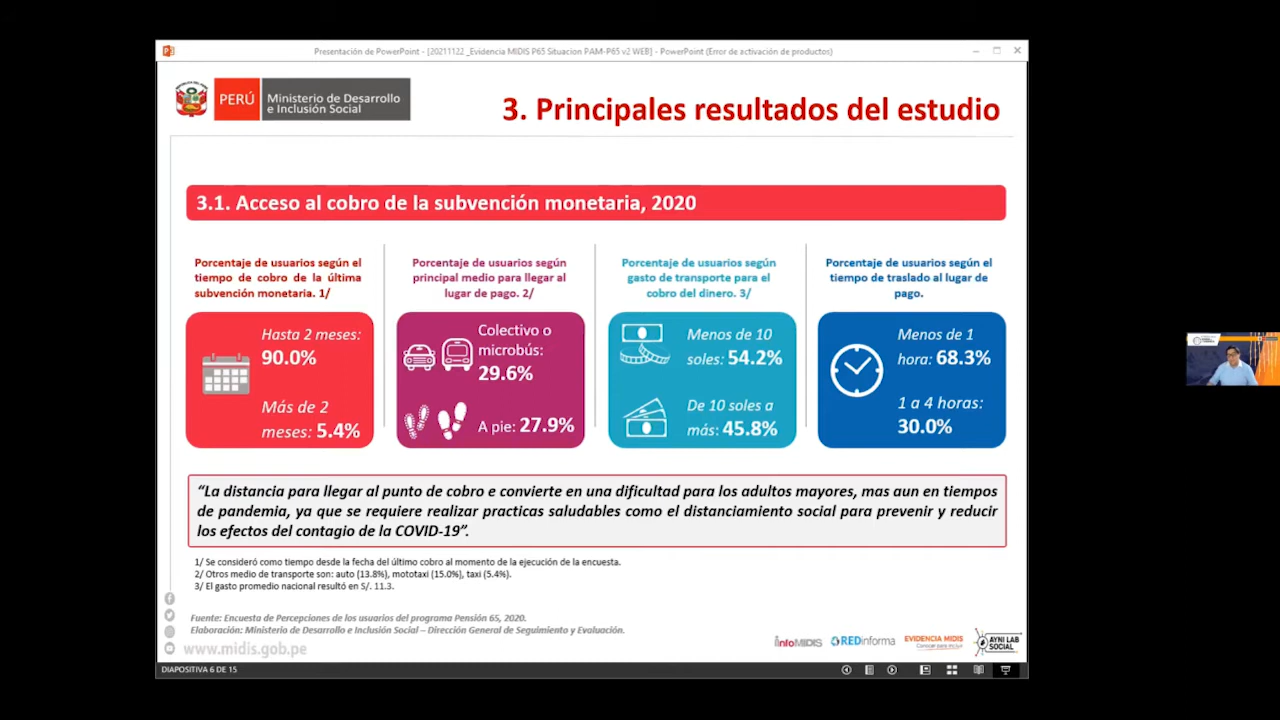 Presentación de PowerPoint - [20211122 _Evidencia MIDIS P65 Situacion PAM-P65 v2 WEB] - PowerPoint (Error de activación de productos)
PERÚ
Ministerio de Desarrollo
e Inclusión Social
3. Principales resultados del estudio
3.1. Acceso al cobro de la subvención monetaria, 2020
Porcentaje de usuarios según el
tiempo de cobro de la última
subvención monetaria. 1/
Hasta 2 meses:
90.0%
Más de 2
meses: 5.4%
Porcentaje de usuarios según
principal medio para llegar al
lugar de pago. 2/
Colectivo o
microbús:
29.6%
A pie: 27.9%
Porcentaje de usuarios según
gasto de transporte para el
cobro del dinero. 3/
Menos de 10
soles: 54.2%
De 10 soles a
más: 45.8%
Porcentaje de usuarios según el
tiempo de traslado al lugar de
pago.
Menos de 1
hora: 68.3%
1 a 4 horas:
30.0%
“La distancia para llegar al punto de cobro e convierte en una dificultad para los adultos mayores, mas aun en tiempos
de pandemia, ya que se requiere realizar practicas saludables como el distanciamiento social para prevenir y reducir
los efectos del contagio de la COVID-19”.
1/ Se consideró como tiempo desde la fecha del último cobro al momento de la ejecución de la encuesta.
2/ Otros medio de transporte son: auto (13.8%), mototaxi (15.0%), taxi (5.4%).
3/ El gasto promedio nacional resultó en S/. 11.3.
Fuente: Encuesta de Percepciones de los usuarios del programa Pensión 65, 2020.
Elaboración: Ministerio de Desarrollo e Inclusión Social – Dirección General de Seguimiento y Evaluación.
www.midis.gob.pe
infoMIDIS
REDinforma
EVIDENCIA MIDIS
Conocer para incluir
AYNI LAB
SOCIAL
DIAPOSITIVA 6 DE 15